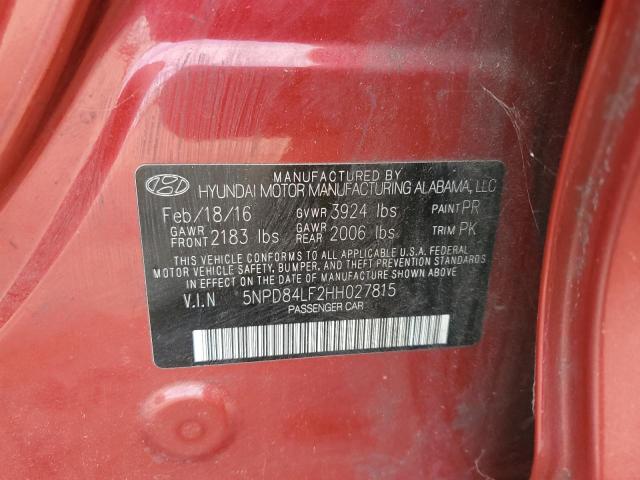 MANUFACTURED BY
HYUNDAI MOTOR MANUFACTURING ALABAMA, LLC
Feb/18/16 GVWR 3924 lbs PAINT PR
GAWR FRONT 2183 lbs GAWR REAR 2006 lbs TRIM PK
THIS VEHICLE CONFORMS TO ALL APPLICABLE U.S.A. FEDERAL
MOTOR VEHICLE SAFETY, BUMPER, AND THEFT PREVENTION STANDARDS
IN EFFECT ON THE DATE OF MANUFACTURE SHOWN ABOVE.
V.I.N 5NPD84LF2HH027815
PASSENGER CAR